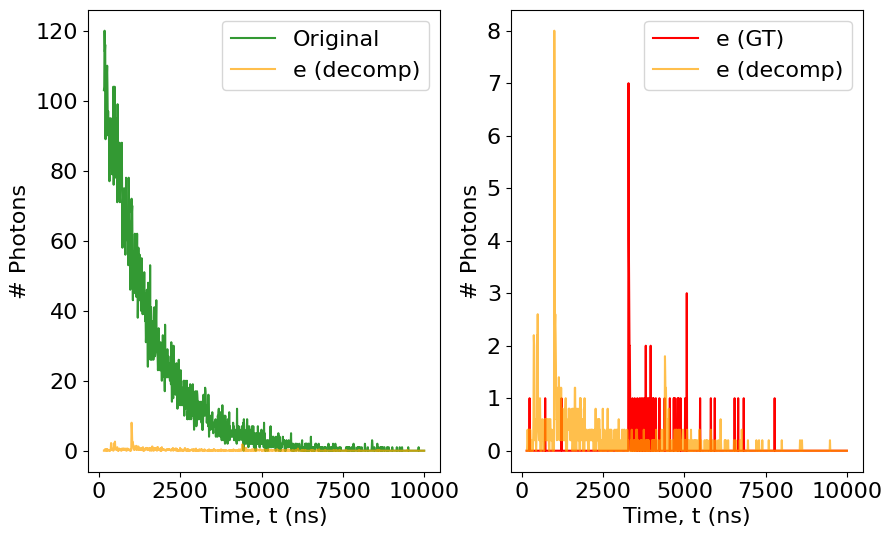 Original
e (decomp)
120
100
80
60
40
20
0
# Photons
0 2500 5000 7500 10000
Time, t (ns)
e (GT)
e (decomp)
8
7
6
5
4
3
2
1
0
# Photons
0 2500 5000 7500 10000
Time, t (ns)